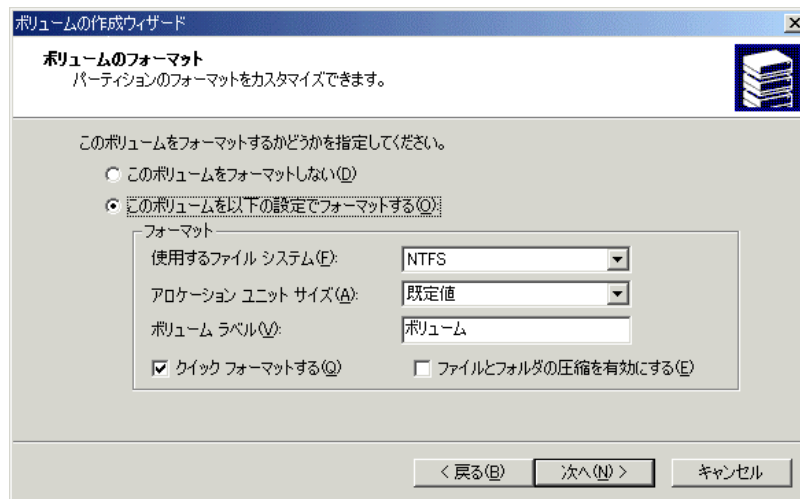 ボリュームの作成ウィザード
ボリュームのフォーマット
パーティションのフォーマットをカスタマイズできます。
このボリュームをフォーマットするかどうかを指定してください。
このボリュームをフォーマットしない(D)
このボリュームを以下の設定でフォーマットする(O):
フォーマット
使用するファイル システム(F): NTFS
アロケーション ユニット サイズ(A): 既定値
ボリューム ラベル(V): ボリューム
クイック フォーマットする(Q) ファイルとフォルダの圧縮を有効にする(E)
< 戻る(B) 次へ(N) > キャンセル